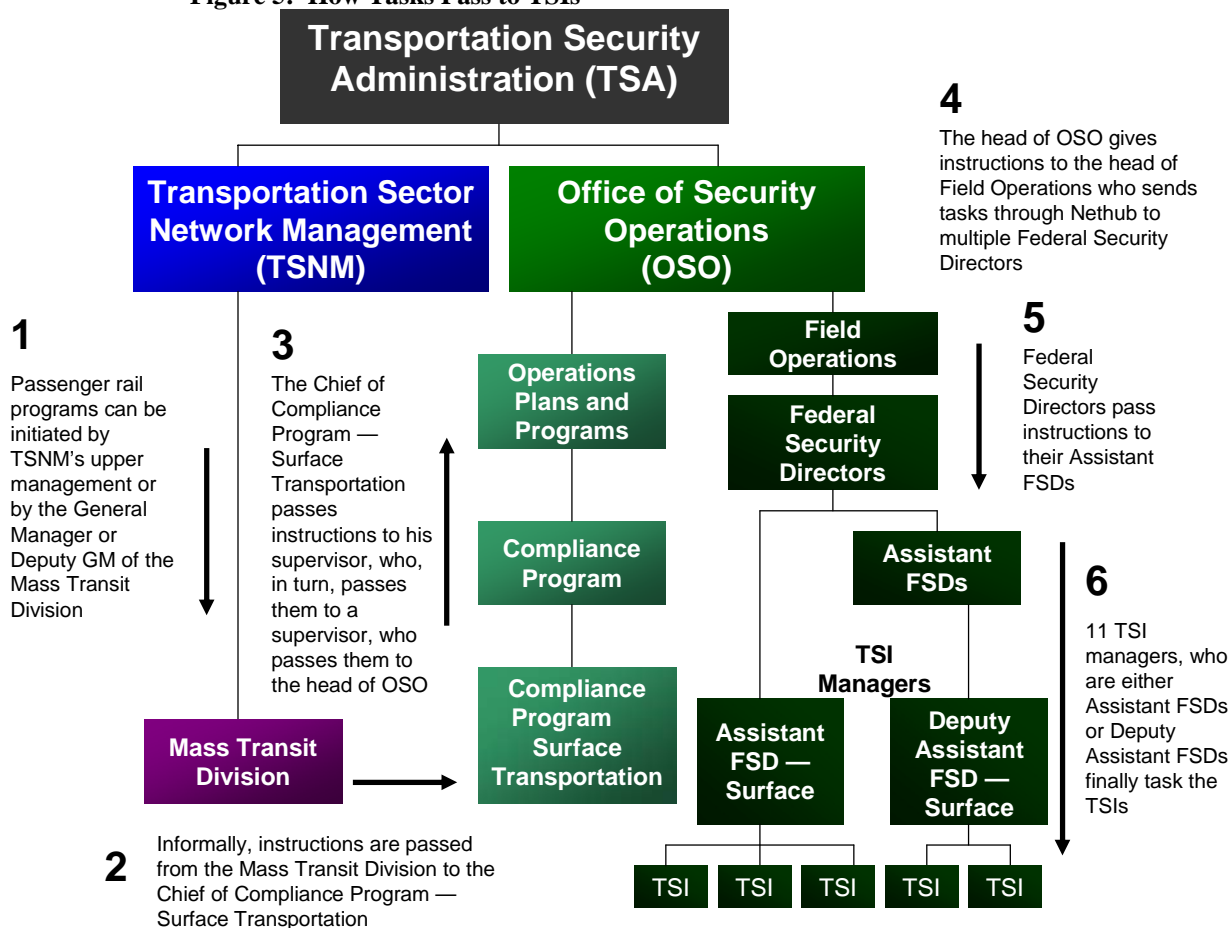 Figure 5: How Tasks Pass to TSIs
Transportation Security
Administration (TSA)
Transportation Sector
Network Management
(TSNM)
Office of Security
Operations
(OSO)
4
The head of OSO gives
instructions to the head of
Field Operations who sends
tasks through Nethub to
multiple Federal Security
Directors
1
Passenger rail
programs can be
initiated by
TSNM’s upper
management or
by the General
Manager or
Deputy GM of the
Mass Transit
Division
3
The Chief of
Compliance
Program —
Surface
Transportation
passes
instructions to his
supervisor, who,
in turn, passes
them to a
supervisor, who
passes them to
the head of OSO
Operations
Plans and
Programs
Compliance
Program
Compliance
Program
Surface
Transportation
Field
Operations
Federal
Security
Directors
5
Federal
Security
Directors pass
instructions to
their Assistant
FSDs
Assistant
FSDs
TSI
Managers
Assistant
FSD —
Surface
Deputy
Assistant
FSD —
Surface
6
11 TSI
managers, who
are either
Assistant FSDs
or Deputy
Assistant FSDs
finally task the
TSIs
Mass Transit
Division
2
Informally, instructions are passed
from the Mass Transit Division to the
Chief of Compliance Program —
Surface Transportation
TSI
TSI
TSI
TSI
TSI